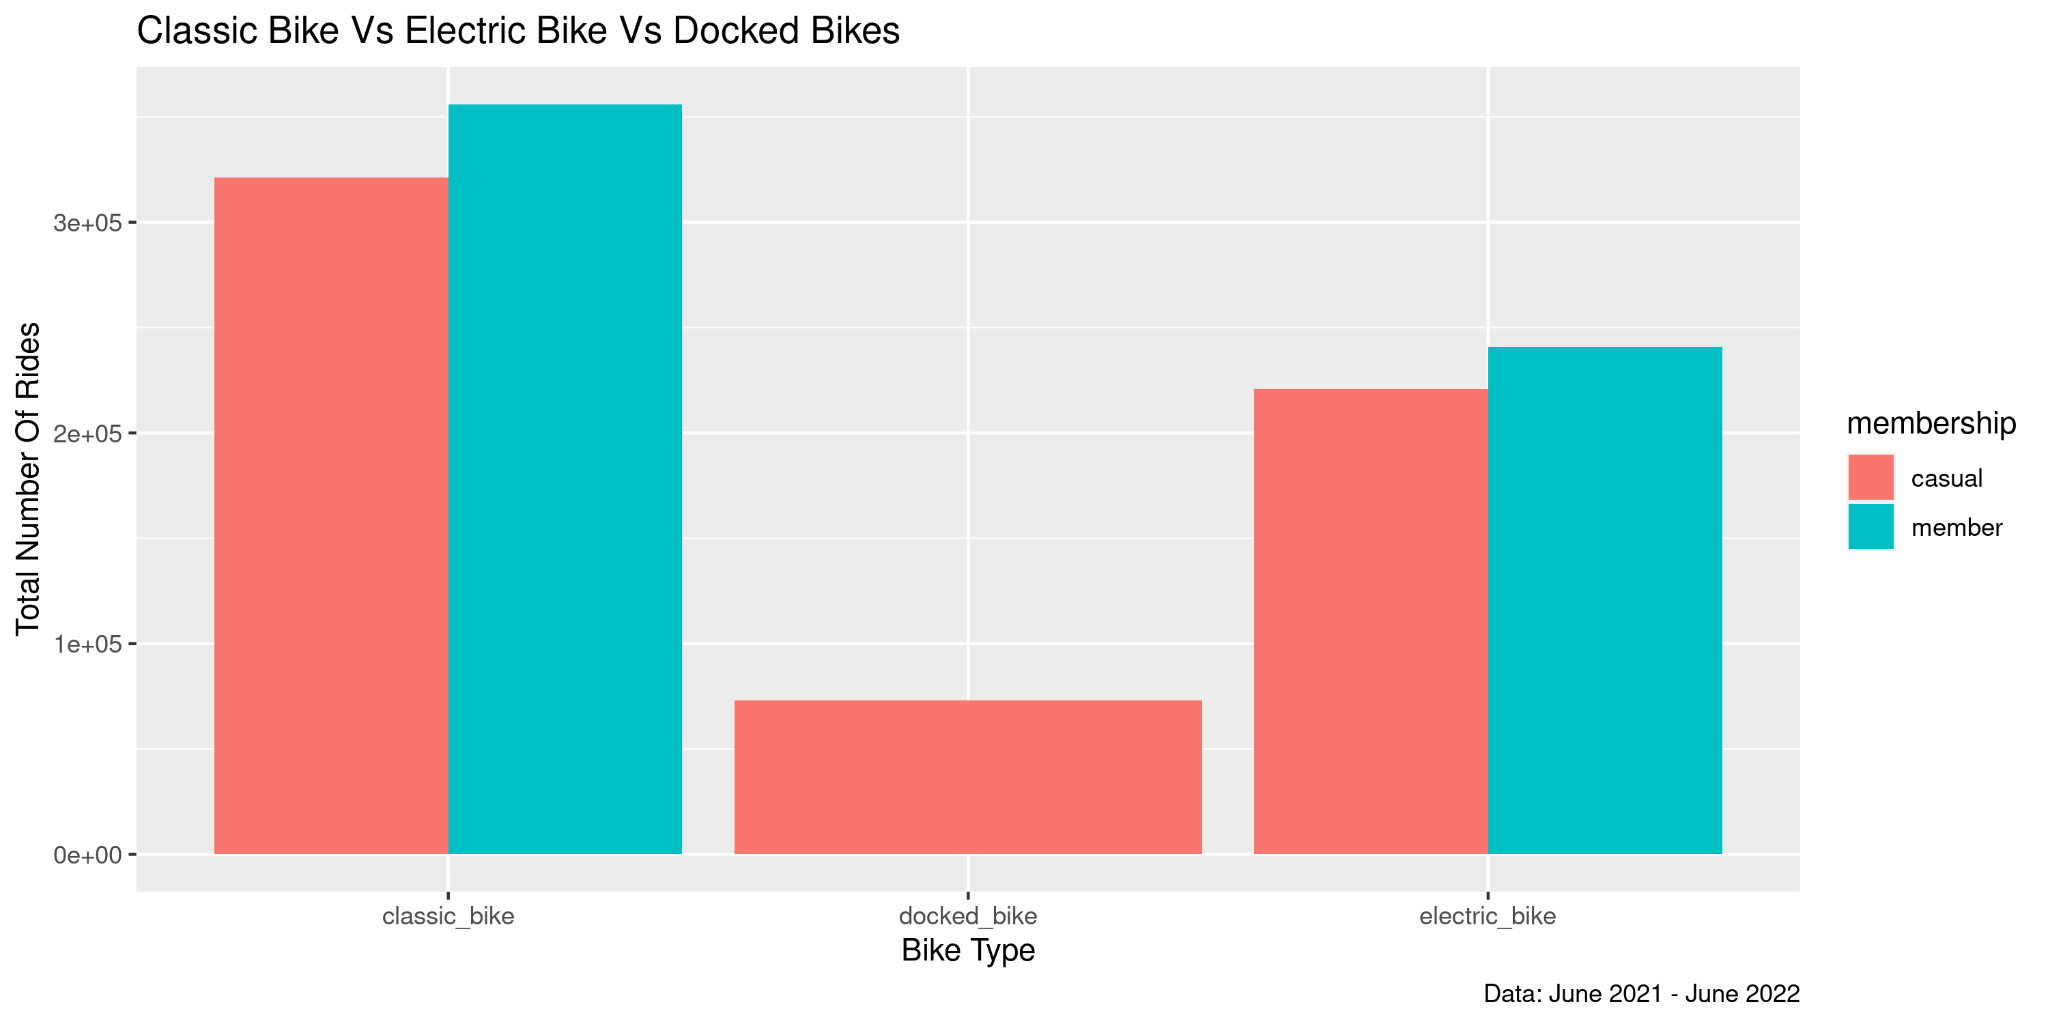 Classic Bike Vs Electric Bike Vs Docked Bikes
Total Number Of Rides
3e+05
2e+05
1e+05
0e+00
classic_bike
docked_bike
electric_bike
Bike Type
membership
casual
member
Data: June 2021 - June 2022